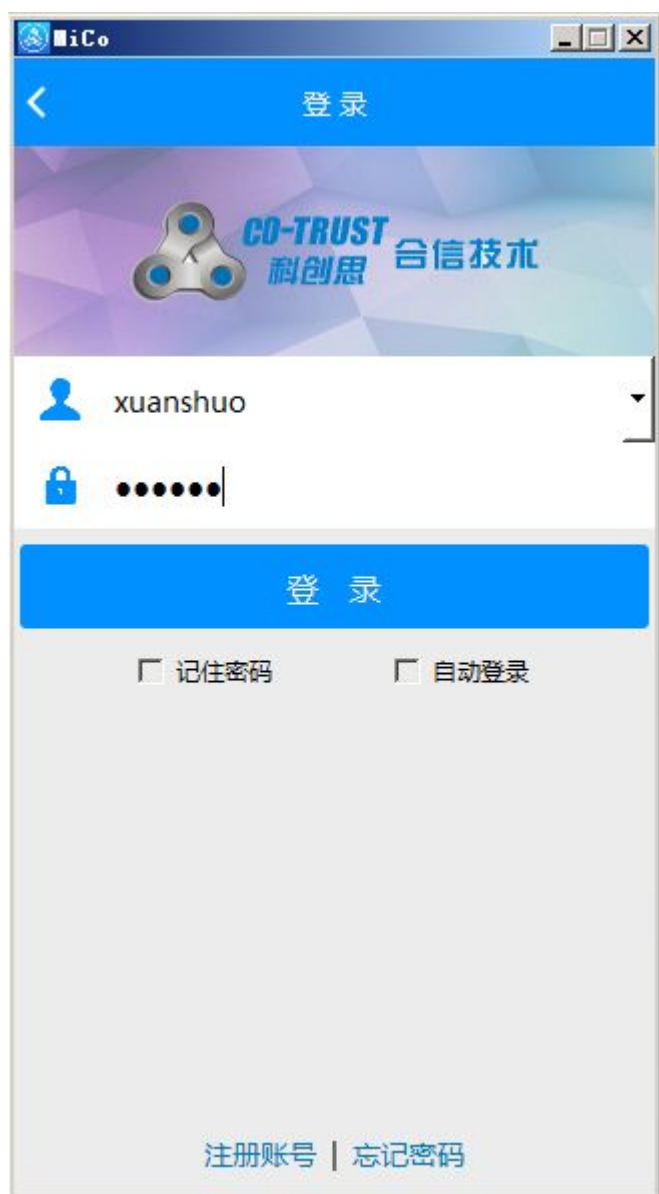 MiCo
登录
CO-TRUST
科创思 合信技术
xuanshuo
●●●●●●
登 录
记住密码 自动登录
注册账号 | 忘记密码